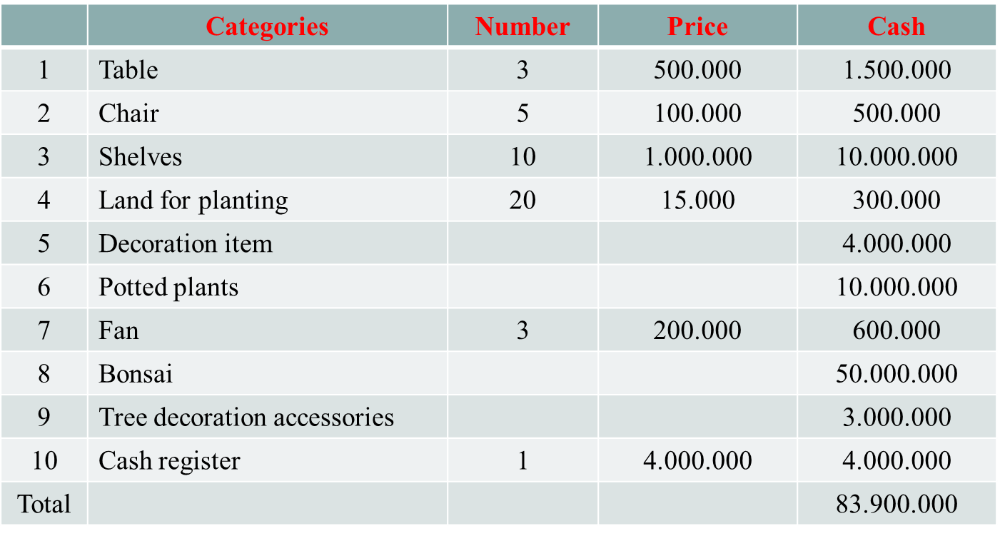 Categories Number Price Cash
1 Table 3 500.000 1.500.000
2 Chair 5 100.000 500.000
3 Shelves 10 1.000.000 10.000.000
4 Land for planting 20 15.000 300.000
5 Decoration item 4.000.000
6 Potted plants 10.000.000
7 Fan 3 200.000 600.000
8 Bonsai 50.000.000
9 Tree decoration accessories 3.000.000
10 Cash register 1 4.000.000 4.000.000
Total 83.900.000